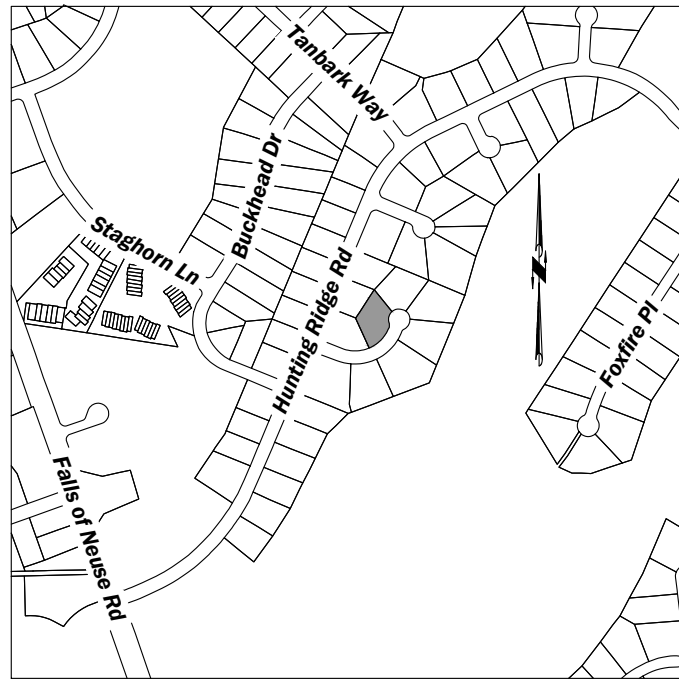 Tanbark Way
Buckhead Dr
Staghorn Ln
Hunting Ridge Rd
Foxfire Pl
Falls of Neuse Rd